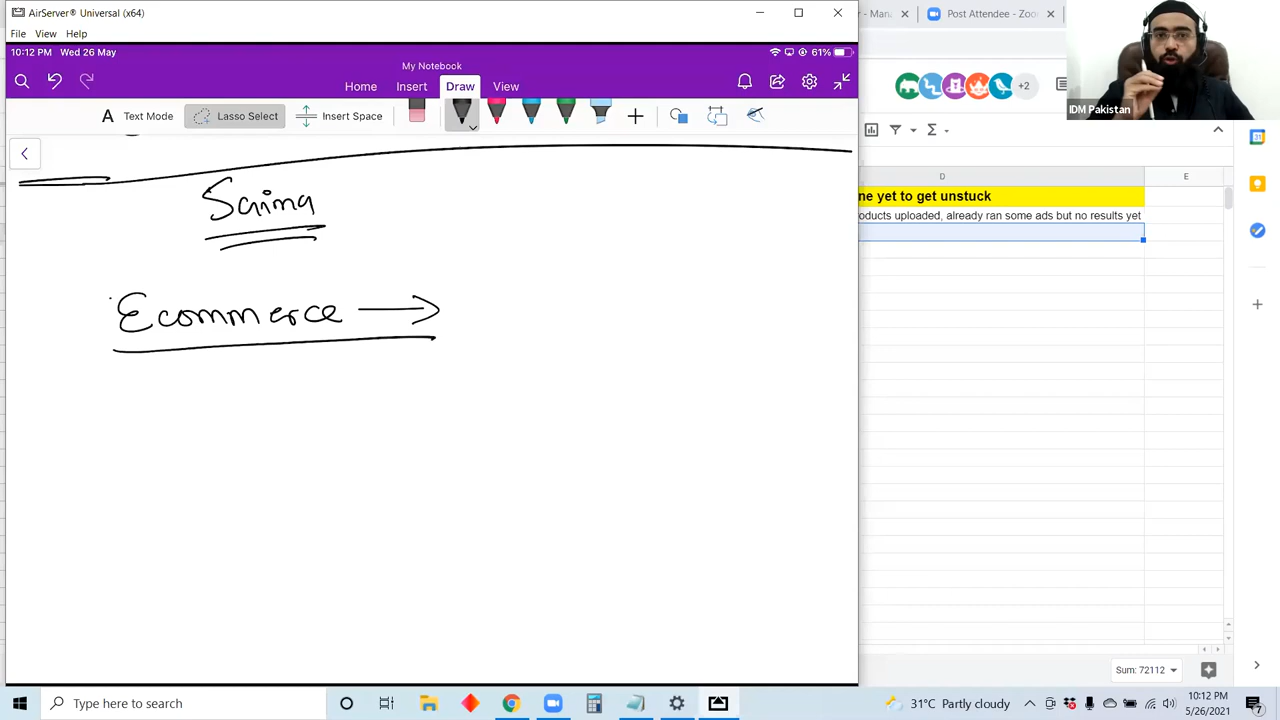 AirServer® Universal (x64)
File View Help
10:12 PM Wed 26 May
61%
My Notebook
Home Insert Draw View
A Text Mode Lasso Select Insert Space
Saima
Ecommerce
Post Attendee - Zoo
+2
IDM Pakistan
31
D E
ne yet to get unstuck
oducts uploaded, already ran some ads but no results yet
Sum: 72112
Type here to search
31°C Partly cloudy
10:12 PM
5/26/2021
7